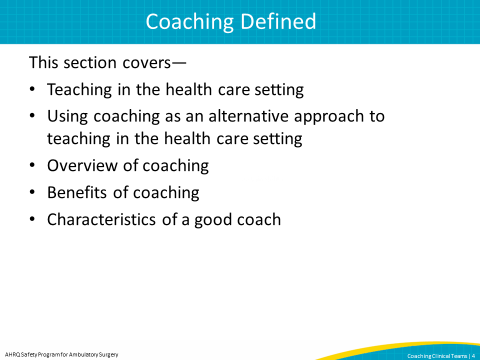 Coaching Defined
This section covers—
• Teaching in the health care setting
• Using coaching as an alternative approach to
teaching in the health care setting
• Overview of coaching
• Benefits of coaching
• Characteristics of a good coach
AHRQ Safety Program for Ambulatory Surgery
Coaching Clinical Teams | 4